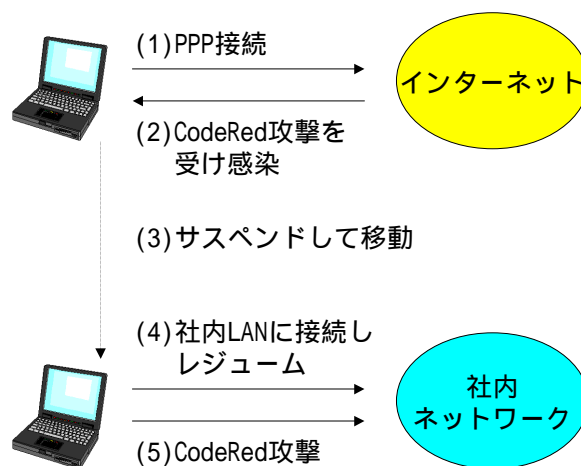 (1)PPP接続
インターネット
(2)CodeRed攻撃を
受け感染
(3)サスペンドして移動
(4)社内LANに接続し
レジューム
社内
ネットワーク
(5)CodeRed攻撃